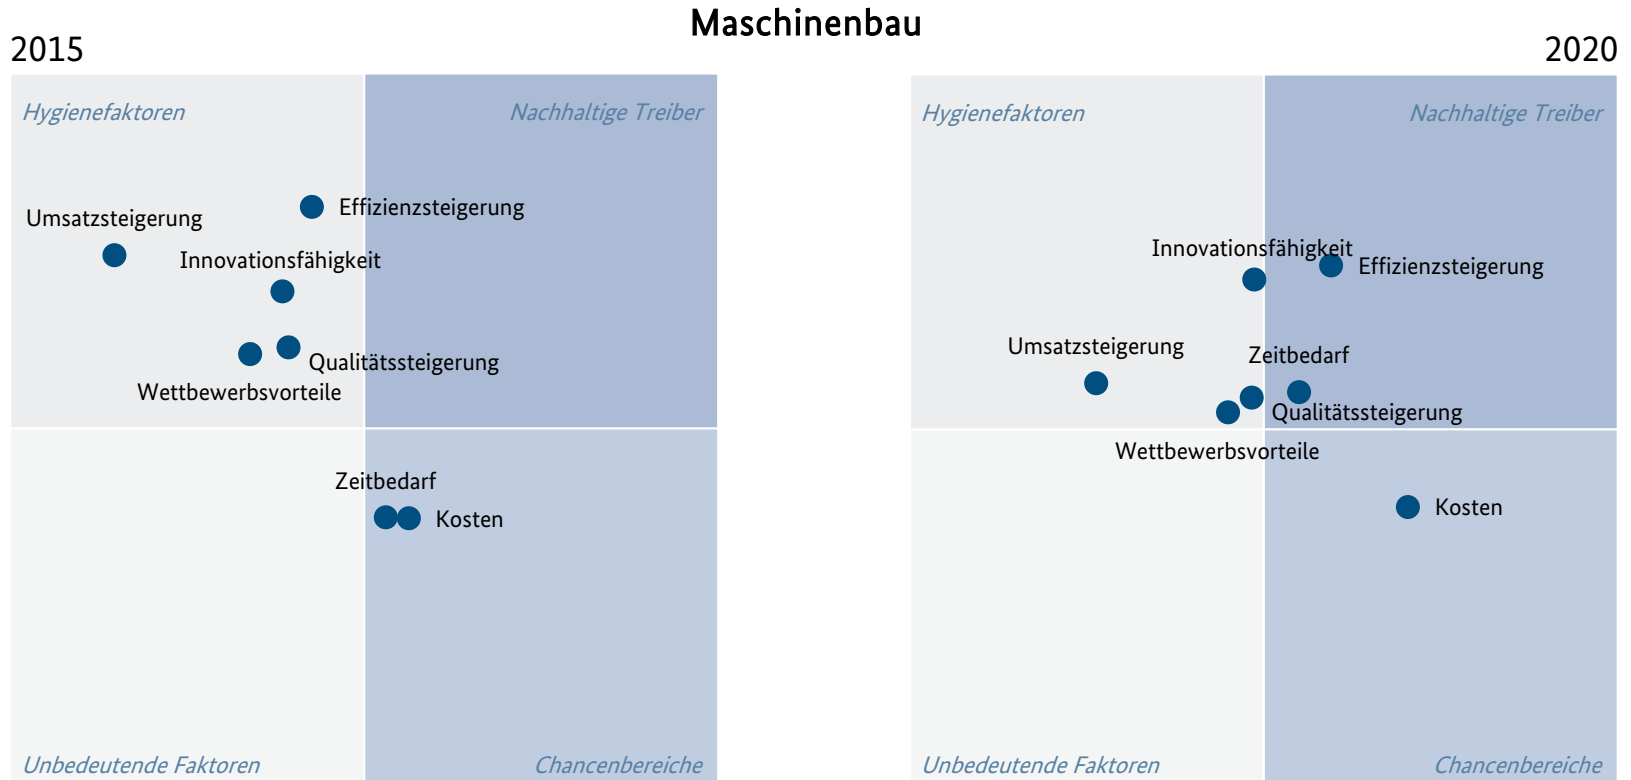 Maschinenbau
2015
2020
Hygienefaktoren
Nachhaltige Treiber
Effizienzsteigerung
Umsatzsteigerung
Innovationsfähigkeit
Qualitätssteigerung
Wettbewerbsvorteile
Zeitbedarf
Kosten
Unbedeutende Faktoren
Chancenbereiche
Hygienefaktoren
Nachhaltige Treiber
Innovationsfähigkeit
Effizienzsteigerung
Umsatzsteigerung
Zeitbedarf
Qualitätssteigerung
Wettbewerbsvorteile
Kosten
Unbedeutende Faktoren
Chancenbereiche